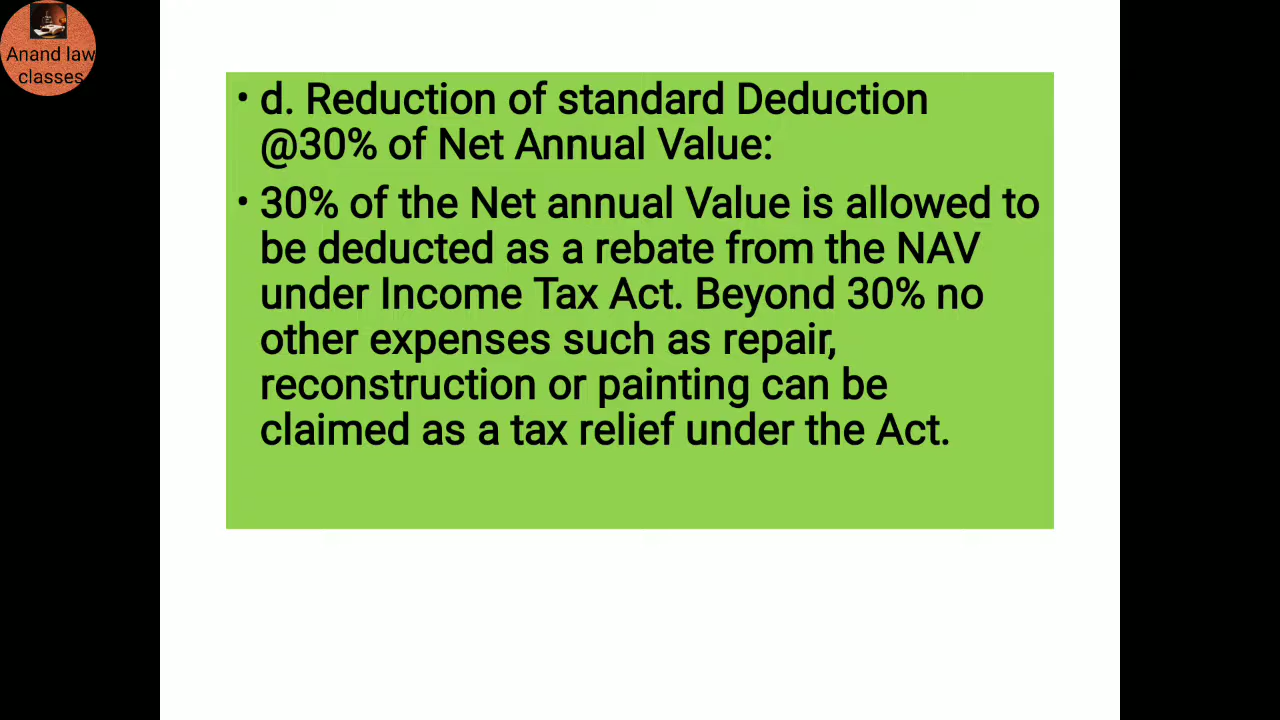 Anand law
classes
• d. Reduction of standard Deduction
@30% of Net Annual Value:
• 30% of the Net annual Value is allowed to
be deducted as a rebate from the NAV
under Income Tax Act. Beyond 30% no
other expenses such as repair,
reconstruction or painting can be
claimed as a tax relief under the Act.